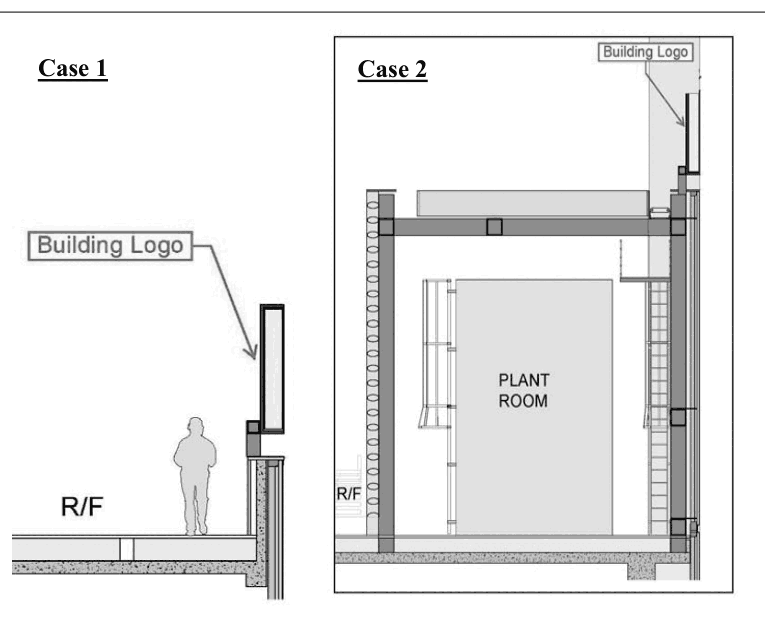 Case 1
Building Logo
R/F
Case 2
Building Logo
PLANT
ROOM
R/F